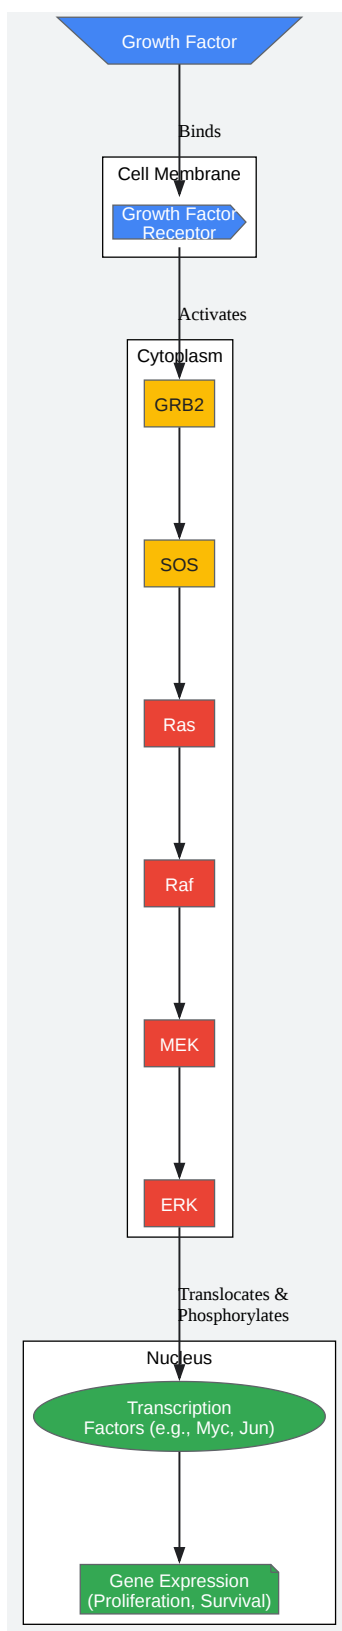 Growth Factor
Binds
Cell Membrane
Growth Factor
Receptor
Activates
Cytoplasm
GRB2
SOS
Ras
Raf
MEK
ERK
Translocates &
Phosphorylates
Nucleus
Transcription
Factors (e.g., Myc, Jun)
Gene Expression
(Proliferation, Survival)